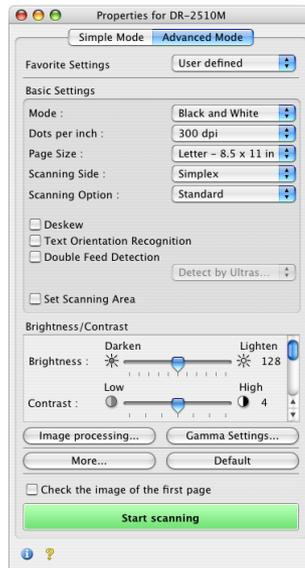 Properties for DR-2510M
Simple Mode Advanced Mode
Favorite Settings User defined
Basic Settings
Mode : Black and White
Dots per inch : 300 dpi
Page Size : Letter - 8.5 x 11 in
Scanning Side : Simplex
Scanning Option : Standard
Deskew
Text Orientation Recognition
Double Feed Detection
Detect by Ultras...
Set Scanning Area
Brightness/Contrast
Darken Lighten
Brightness : 128
Low High
Contrast : 4
Image processing... Gamma Settings...
More... Default
Check the image of the first page
Start scanning